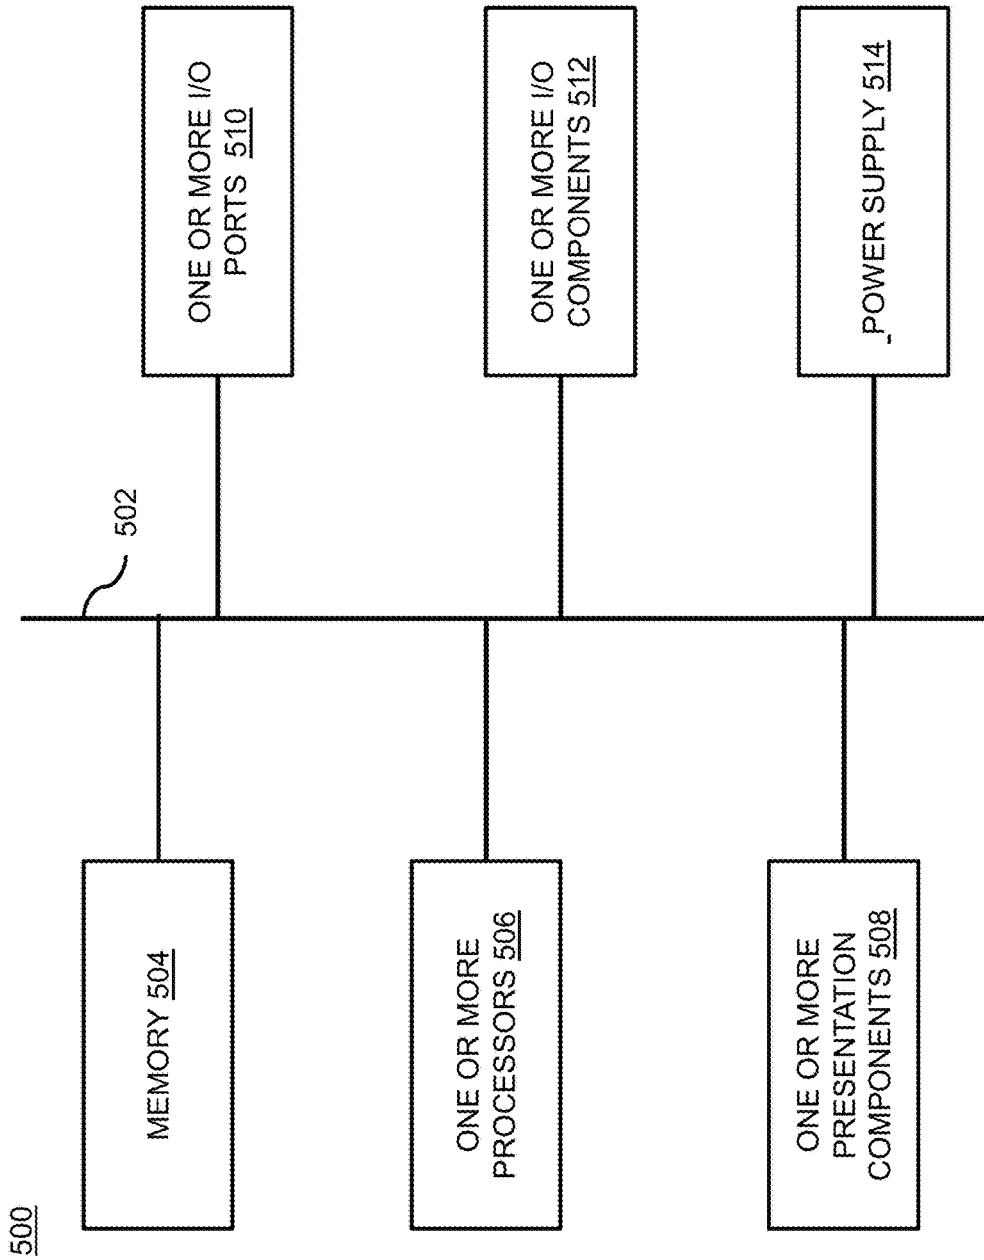 500
MEMORY 504
ONE OR MORE
PROCESSORS 506
ONE OR MORE
PRESENTATION
COMPONENTS 508
502
ONE OR MORE I/O
PORTS 510
ONE OR MORE I/O
COMPONENTS 512
POWER SUPPLY 514